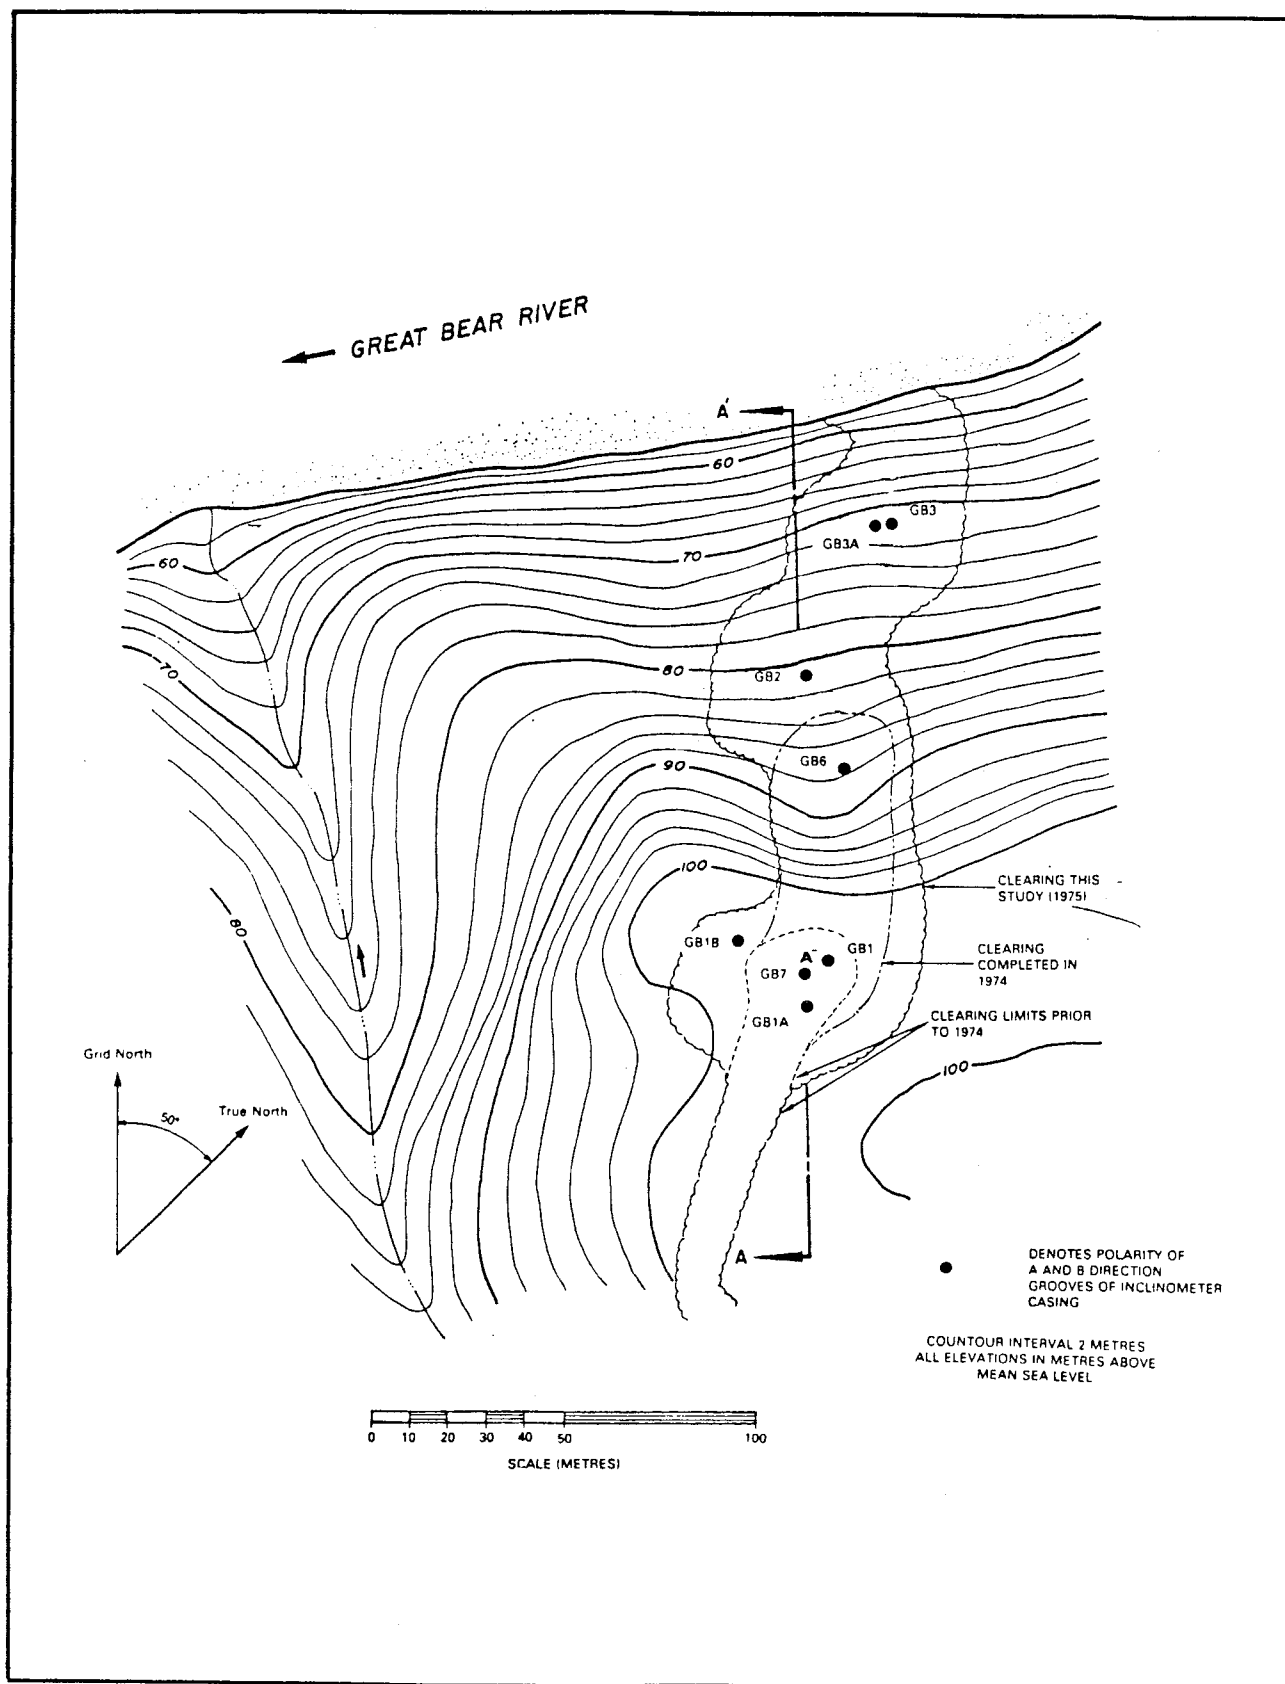 GREAT BEAR RIVER
A'
60
GB3
GB3A
60
70
70
80
GB2
GB6
90
100
CLEARING THIS
STUDY (1975)
80
GB1B
GB1
A⁻
GB7
CLEARING
COMPLETED IN
1974
GB1A
CLEARING LIMITS PRIOR
TO 1974
Grid North
100
50°
True North
A
DENOTES POLARITY OF
A AND B DIRECTION
GROOVES OF INCLINOMETER
CASING
COUNTOUR INTERVAL 2 METRES
ALL ELEVATIONS IN METRES ABOVE
MEAN SEA LEVEL
0 10 20 30 40 50 100
SCALE (METRES)